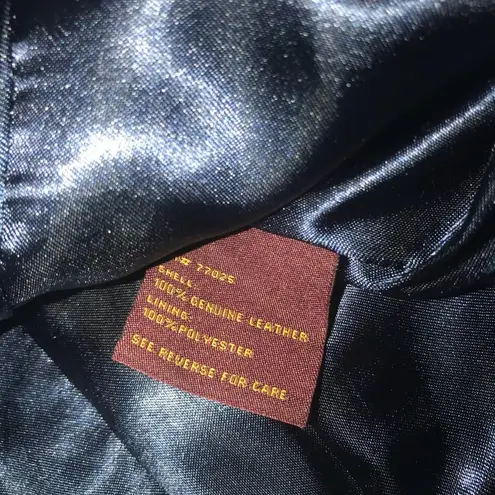 # 77025
SHELL:
100% GENUINE LEATHER
LINING:
100% POLYESTER
SEE REVERSE FOR CARE